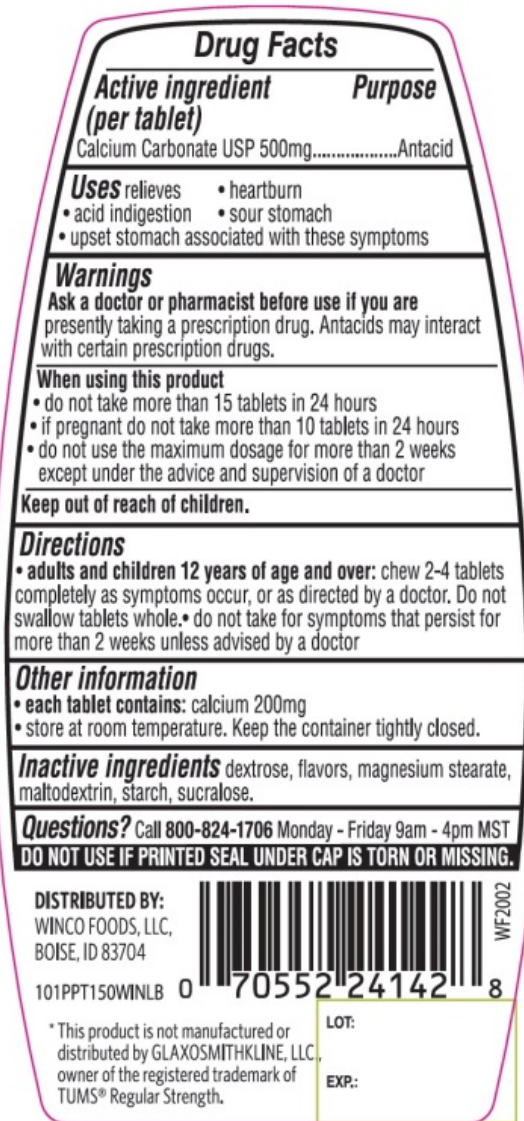 Drug Facts
Active ingredient Purpose
(per tablet)
Calcium Carbonate USP 500mg..................Antacid
Uses relieves • heartburn
• acid indigestion • sour stomach
• upset stomach associated with these symptoms
Warnings
Ask a doctor or pharmacist before use if you are
presently taking a prescription drug. Antacids may interact
with certain prescription drugs.
When using this product
• do not take more than 15 tablets in 24 hours
• if pregnant do not take more than 10 tablets in 24 hours
• do not use the maximum dosage for more than 2 weeks
except under the advice and supervision of a doctor
Keep out of reach of children.
Directions
• adults and children 12 years of age and over: chew 2-4 tablets
completely as symptoms occur, or as directed by a doctor. Do not
swallow tablets whole.• do not take for symptoms that persist for
more than 2 weeks unless advised by a doctor
Other information
• each tablet contains: calcium 200mg
• store at room temperature. Keep the container tightly closed.
Inactive ingredients dextrose, flavors, magnesium stearate,
maltodextrin, starch, sucralose.
Questions? Call 800-824-1706 Monday - Friday 9am - 4pm MST
DO NOT USE IF PRINTED SEAL UNDER CAP IS TORN OR MISSING.
DISTRIBUTED BY:
WINCO FOODS, LLC,
BOISE, ID 83704
101PPT150WINLB
0 70552 24142 8
WF2002
* This product is not manufactured or
distributed by GLAXOSMITHKLINE, LLC.,
owner of the registered trademark of
TUMS® Regular Strength.
LOT:
EXP.: